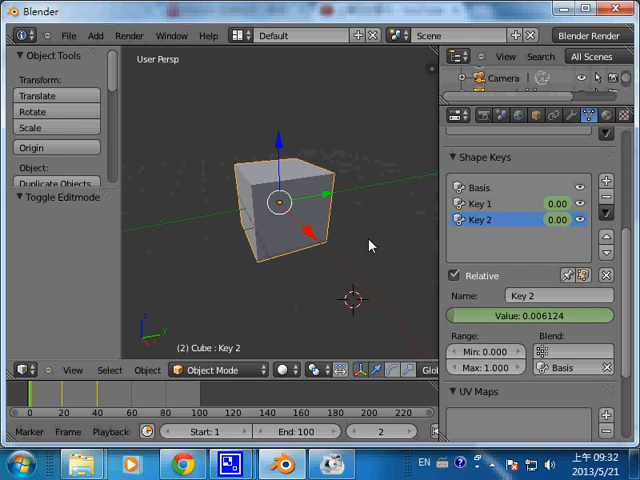 Blender
File Add Render Window Help
Default
Scene
Blender Render
Object Tools
Transform:
Translate
Rotate
Scale
Origin
Object:
Duplicate Objects
Toggle Editmode
User Persp
z
y
(2) Cube : Key 2
View Search All Scenes
Camera
Shape Keys
Basis
Key 1 0.00
Key 2 0.00
Relative
Name: Key 2
Value: 0.006124
Range: Blend:
Min: 0.000
Max: 1.000 Basis
UV Maps
View Select Object Object Mode Glob
0 20 40 60 80 100 120 140 160 180 200 220
Marker Frame Playback Start: 1 End: 100 2
EN 上午 09:32
2013/5/21